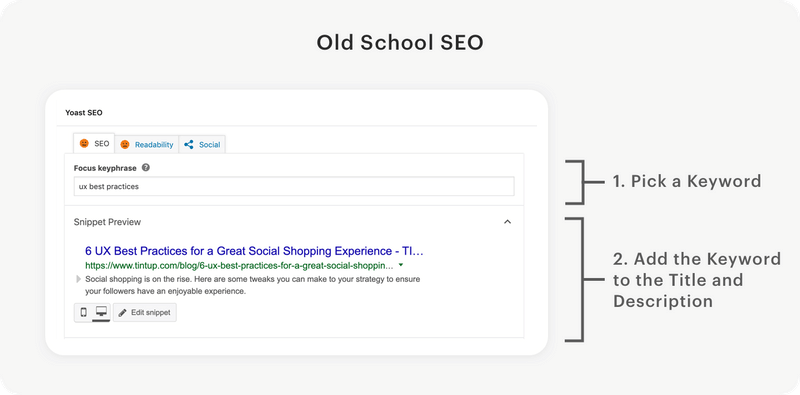 Old School SEO
Yoast SEO
SEO
Readability
Social
Focus keyphrase
ux best practices
1. Pick a Keyword
Snippet Preview
6 UX Best Practices for a Great Social Shopping Experience - TI…
https://www.tintup.com/blog/6-ux-best-practices-for-a-great-social-shoppin...
Social shopping is on the rise. Here are some tweaks you can make to your strategy to ensure
your followers have an enjoyable experience.
Edit snippet
2. Add the Keyword
to the Title and
Description